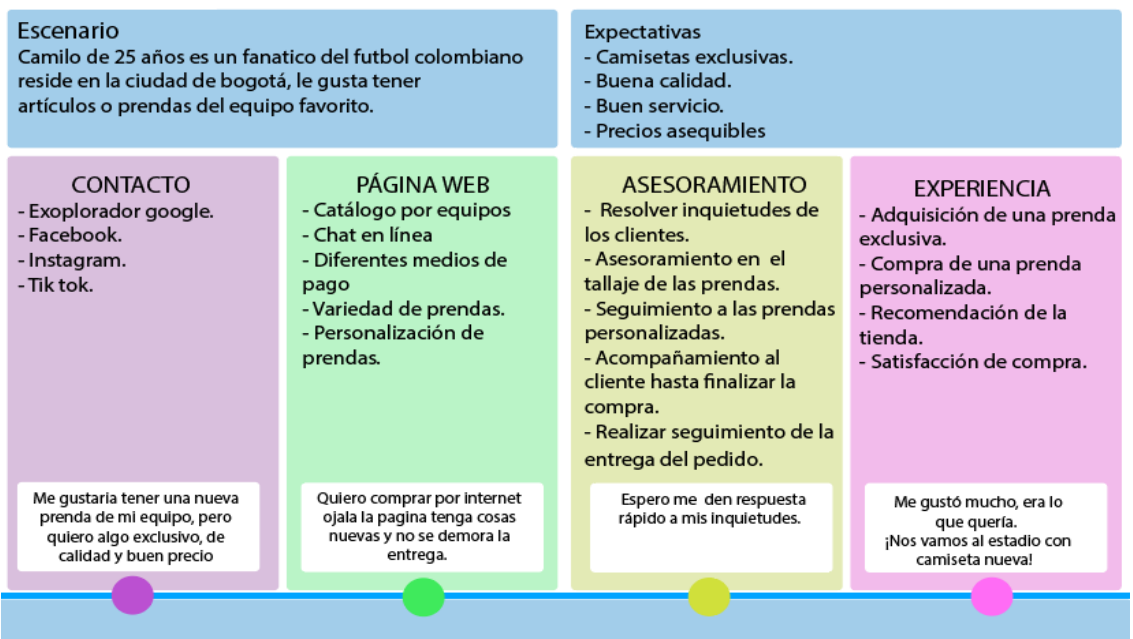 Escenario
Camilo de 25 años es un fanatico del futbol colombiano
reside en la ciudad de bogotá, le gusta tener
artículos o prendas del equipo favorito.
Expectativas
- Camisetas exclusivas.
- Buena calidad.
- Buen servicio.
- Precios asequibles
CONTACTO
- Exoplorador google.
- Facebook.
- Instagram.
- Tik tok.
Me gustaria tener una nueva
prenda de mi equipo, pero
quiero algo exclusivo, de
calidad y buen precio
PÁGINA WEB
- Catálogo por equipos
- Chat en línea
- Diferentes medios de
pago
- Variedad de prendas.
- Personalización de
prendas.
Quiero comprar por internet
ojala la pagina tenga cosas
nuevas y no se demora la
entrega.
ASESORAMIENTO
- Resolver inquietudes de
los clientes.
- Asesoramiento en el
tallaje de las prendas.
- Seguimiento a las prendas
personalizadas.
- Acompañamiento al
cliente hasta finalizar la
compra.
- Realizar seguimiento de la
entrega del pedido.
Espero me den respuesta
rápido a mis inquietudes.
EXPERIENCIA
- Adquisición de una prenda
exclusiva.
- Compra de una prenda
personalizada.
- Recomendación de la
tienda.
- Satisfacción de compra.
Me gustó mucho, era lo
que quería.
¡Nos vamos al estadio con
camiseta nueva!